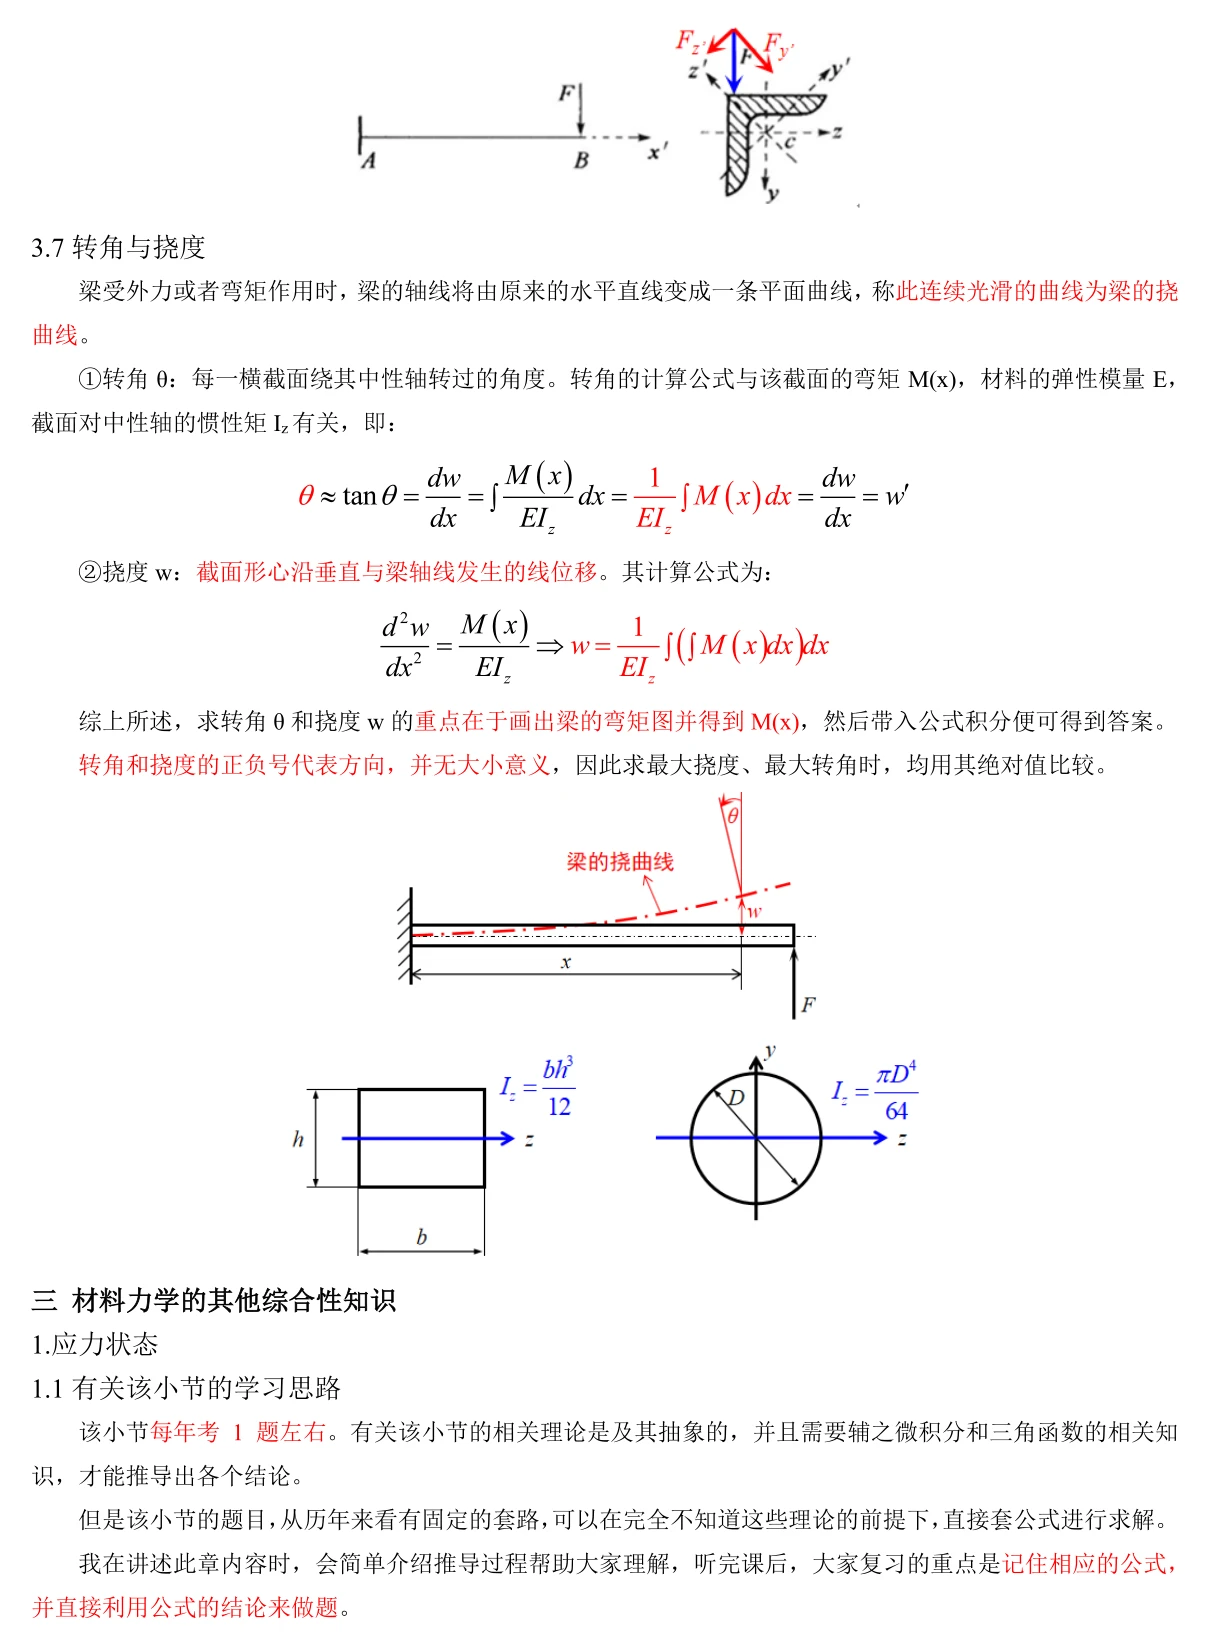 F
A
B
x′
F_z′
F_y′
F
z′
y′
z
c
y
3.7 转角与挠度
梁受外力或者弯矩作用时，梁的轴线将由原来的水平直线变成一条平面曲线，称此连续光滑的曲线为梁的挠
曲线。
①转角 θ：每一横截面绕其中性轴转过的角度。转角的计算公式与该截面的弯矩 M(x)，材料的弹性模量 E，
截面对中性轴的惯性矩 I_z 有关，即：
θ ≈ tan θ = dw/dx = ∫ M(x)/EI_z dx = 1/EI_z ∫ M(x) dx = dw/dx = w′
②挠度 w：截面形心沿垂直与梁轴线发生的线位移。其计算公式为：
d²w/dx² = M(x)/EI_z ⇒ w = 1/EI_z ∫(∫ M(x)dx)dx
综上所述，求转角 θ 和挠度 w 的重点在于画出梁的弯矩图并得到 M(x)，然后带入公式积分便可得到答案。
转角和挠度的正负号代表方向，并无大小意义，因此求最大挠度、最大转角时，均用其绝对值比较。
θ
梁的挠曲线
w
x
F
I_z = bh³/12
h
z
b
y
D
I_z = πD⁴/64
z
三 材料力学的其他综合性知识
1.应力状态
1.1 有关该小节的学习思路
该小节每年考 1 题左右。有关该小节的相关理论是及其抽象的，并且需要辅之微积分和三角函数的相关知
识，才能推导出各个结论。
但是该小节的题目，从历年来看有固定的套路，可以在完全不知道这些理论的前提下，直接套公式进行求解。
我在讲述此章内容时，会简单介绍推导过程帮助大家理解，听完课后，大家复习的重点是记住相应的公式，
并直接利用公式的结论来做题。